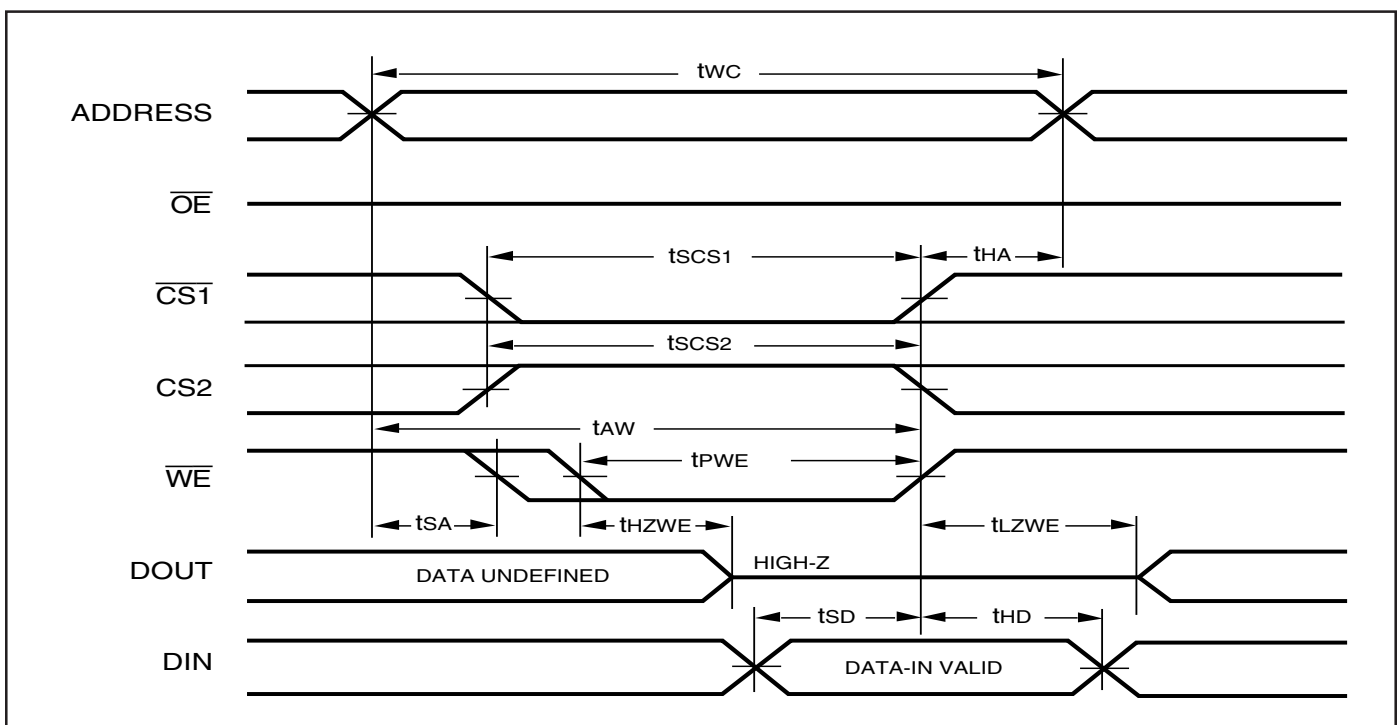 tWC
ADDRESS
OE
tSCS1
tHA
CS1
tSCS2
CS2
tAW
tPWE
WE
tSA
tHZWE
tLZWE
DOUT
DATA UNDEFINED
HIGH-Z
tSD
tHD
DIN
DATA-IN VALID